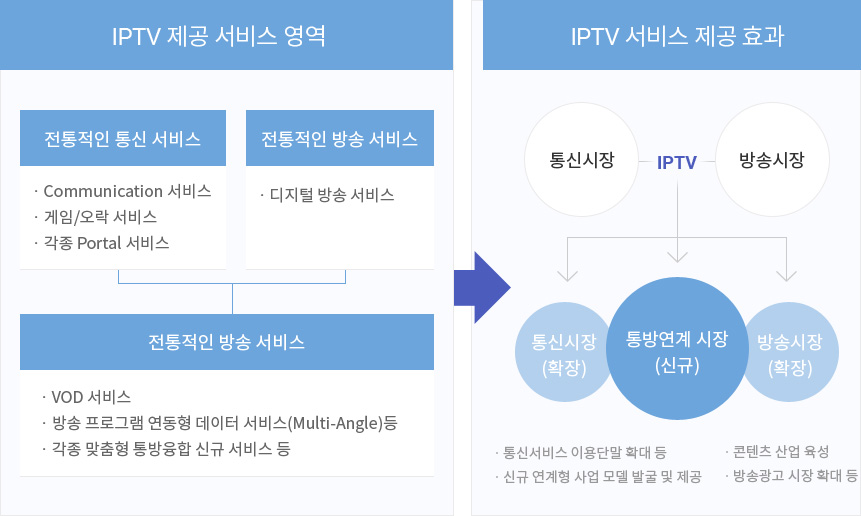 IPTV 제공 서비스 영역
전통적인 통신 서비스
· Communication 서비스
· 게임/오락 서비스
· 각종 Portal 서비스
전통적인 방송 서비스
· 디지털 방송 서비스
전통적인 방송 서비스
· VOD 서비스
· 방송 프로그램 연동형 데이터 서비스(Multi-Angle)등
· 각종 맞춤형 통방융합 신규 서비스 등
IPTV 서비스 제공 효과
통신시장
IPTV
방송시장
통신시장
(확장)
통방연계 시장
(신규)
방송시장
(확장)
· 통신서비스 이용단말 확대 등
· 신규 연계형 사업 모델 발굴 및 제공
· 콘텐츠 산업 육성
· 방송광고 시장 확대 등